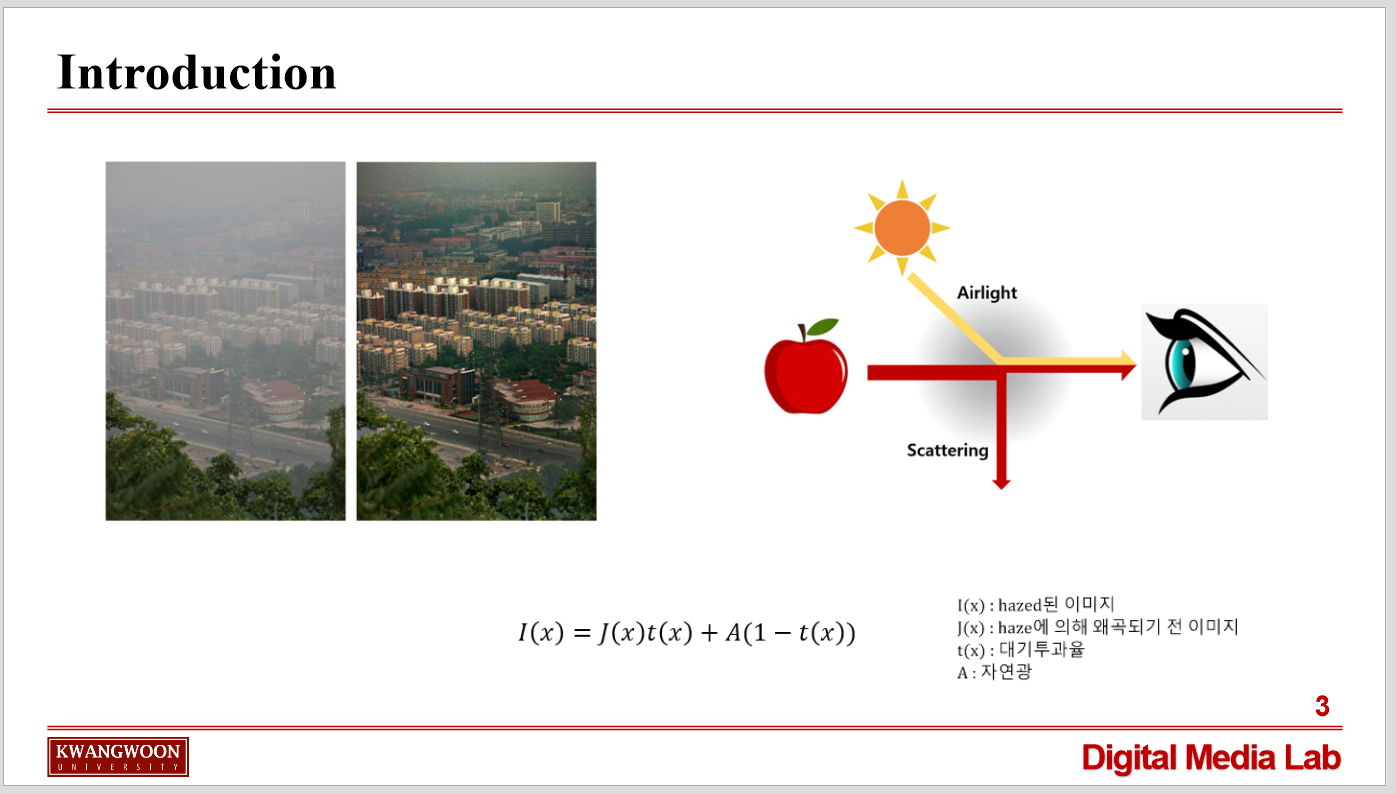 Introduction
Airlight
Scattering
I(x) = J(x)t(x) + A(1 − t(x))
I(x) : hazed된 이미지
J(x) : haze에 의해 왜곡되기 전 이미지
t(x) : 대기투과율
A : 자연광
3
KWANGWOON
UNIVERSITY
Digital Media Lab